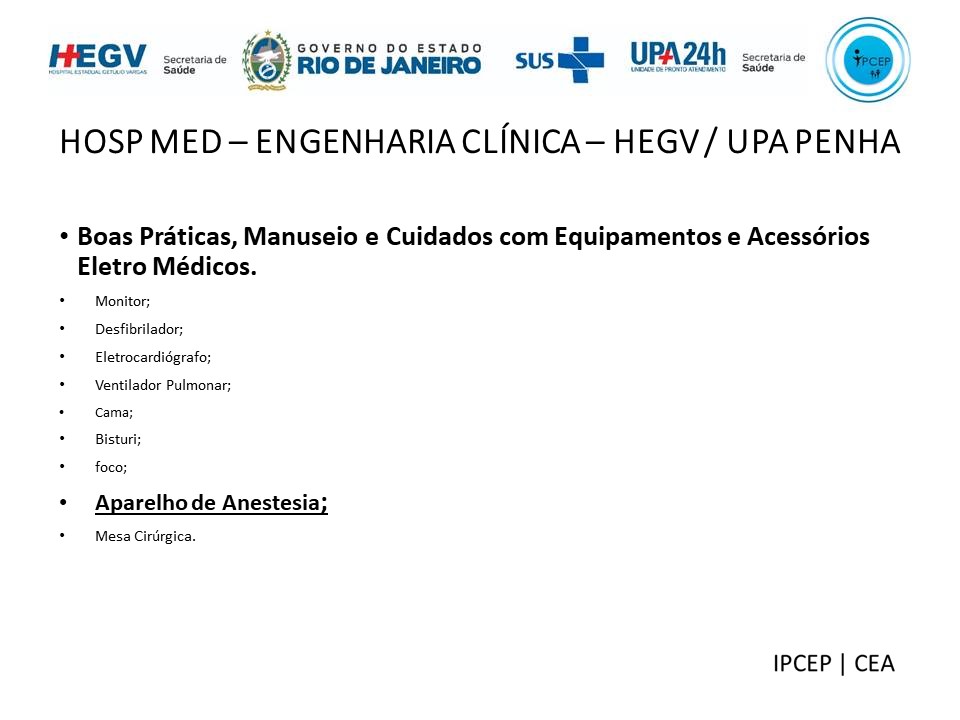 HEGV
HOSPITAL ESTADUAL GETÚLIO VARGAS
Secretaria de
Saúde
GOVERNO DO ESTADO
RIO DE JANEIRO
SUS
UPA 24h
UNIDADE DE PRONTO ATENDIMENTO
Secretaria de
Saúde
IPCEP
HOSP MED – ENGENHARIA CLÍNICA – HEGV / UPA PENHA
• Boas Práticas, Manuseio e Cuidados com Equipamentos e Acessórios
Eletro Médicos.
• Monitor;
• Desfibrilador;
• Eletrocardiógrafo;
• Ventilador Pulmonar;
• Cama;
• Bisturi;
• foco;
• Aparelho de Anestesia;
• Mesa Cirúrgica.
IPCEP | CEA